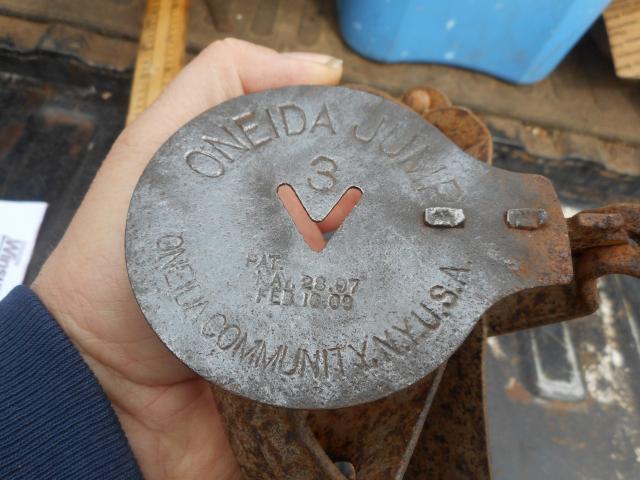 ONEIDA JUMP
3
PAT.
28.07
FEB 16.09
ONEIDA COMMUNITY, N.Y. U.S.A.